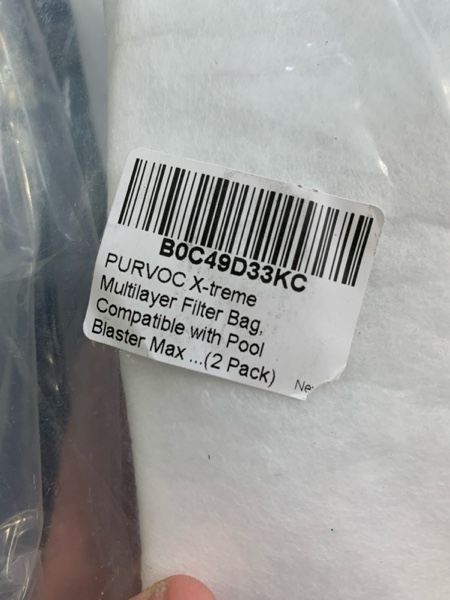 B0C49D33KC
PURVOC X-treme
Multilayer Filter Bag,
Compatible with Pool
Blaster Max ...(2 Pack)